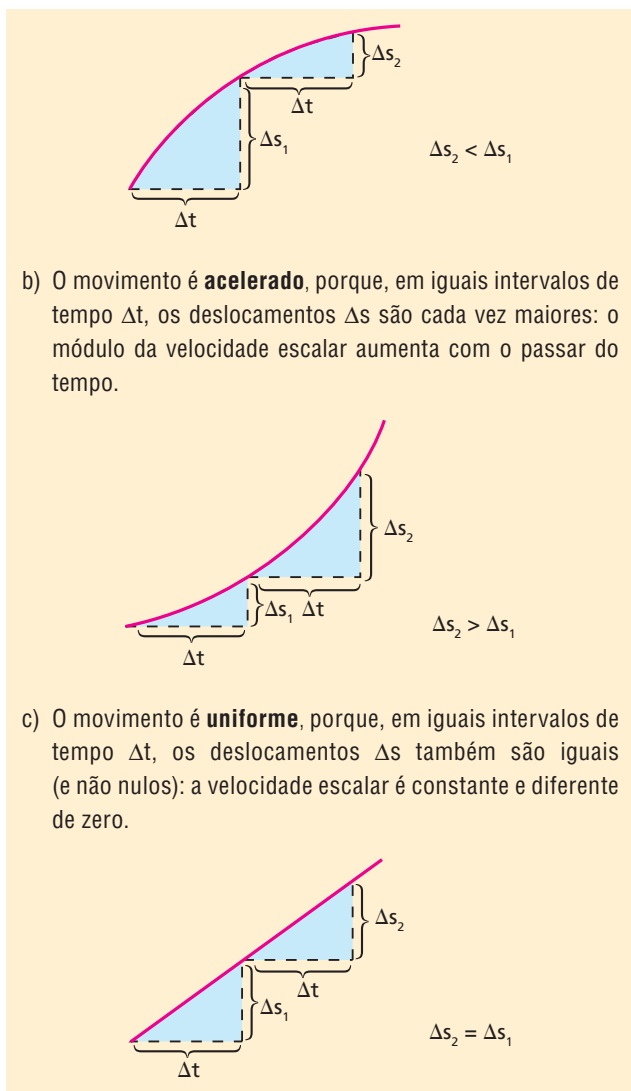 Δs₂
Δt
Δs₁
Δs₂ < Δs₁
Δt
b) O movimento é acelerado, porque, em iguais intervalos de
tempo Δt, os deslocamentos Δs são cada vez maiores: o
módulo da velocidade escalar aumenta com o passar do
tempo.
Δs₂
Δs₁ Δt
Δs₂ > Δs₁
Δt
c) O movimento é uniforme, porque, em iguais intervalos de
tempo Δt, os deslocamentos Δs também são iguais
(e não nulos): a velocidade escalar é constante e diferente
de zero.
Δs₂
Δt
Δs₁
Δs₂ = Δs₁
Δt